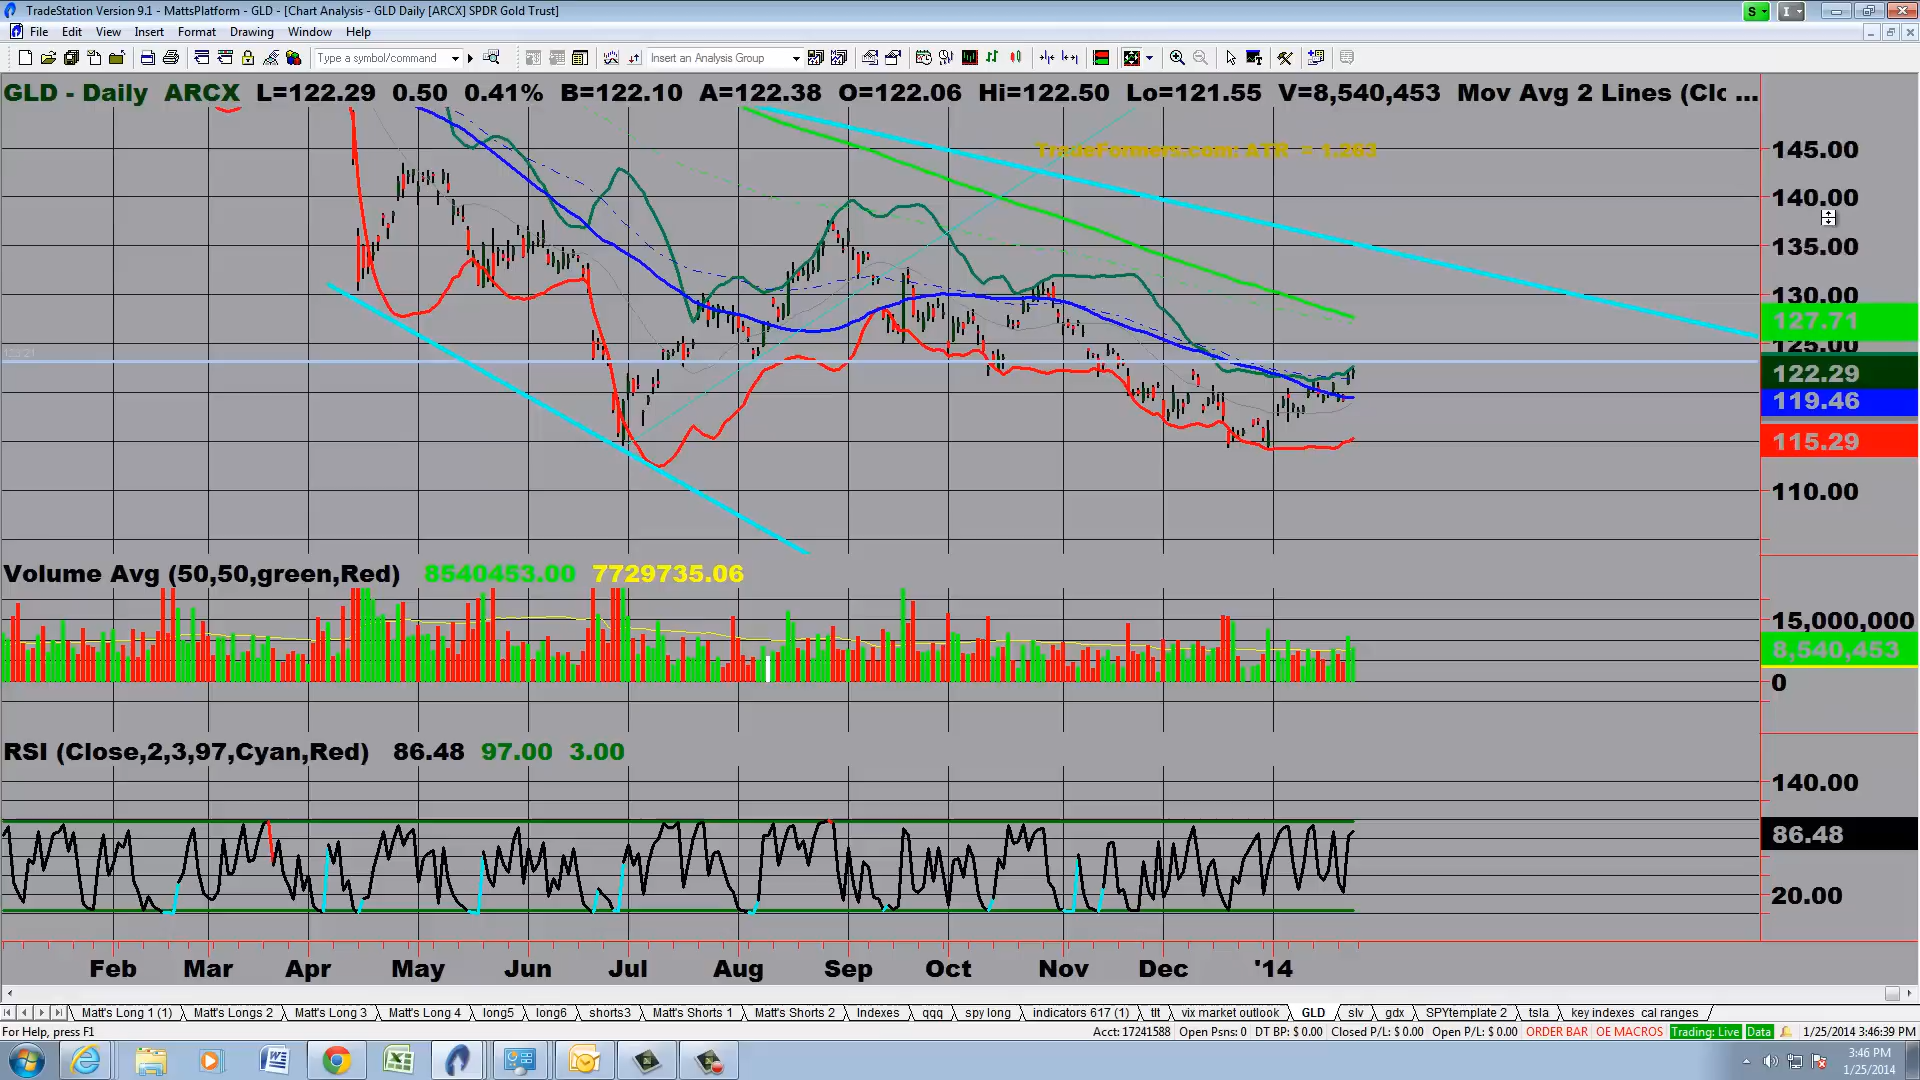 TradeStation Version 9.1 - MattsPlatform - GLD - [Chart Analysis - GLD Daily [ARCX] SPDR Gold Trust]
S
I
File Edit View Insert Format Drawing Window Help
Type a symbol/command
Insert an Analysis Group
GLD - Daily ARCX L=122.29 0.50 0.41% B=122.10 A=122.38 O=122.06 Hi=122.50 Lo=121.55 V=8,540,453 Mov Avg 2 Lines (Clc ...
TradeFormers.com: ATR = 1.263
145.00
140.00
135.00
130.00
127.71
125.00
123.21
122.29
119.46
115.29
110.00
Volume Avg (50,50,green,Red) 8540453.00 7729735.06
15,000,000
8,540,453
0
RSI (Close,2,3,97,Cyan,Red) 86.48 97.00 3.00
140.00
86.48
20.00
Feb Mar Apr May Jun Jul Aug Sep Oct Nov Dec '14
Matt's Long 1 (1) Matt's Longs 2 Matt's Long 3 Matt's Long 4 long5 long6 shorts3 Matt's Shorts 1 Matt's Shorts 2 Indexes qqq spy long indicators 617 (1) tlt vix market outlook GLD slv gdx SPYtemplate 2 tsla key indexes cal ranges
For Help, press F1
Acct: 17241588 Open Psns: 0 DT BP: $ 0.00 Closed P/L: $ 0.00 Open P/L: $ 0.00 ORDER BAR OE MACROS Trading: Live Data 1/25/2014 3:46:39 PM
3:46 PM
1/25/2014